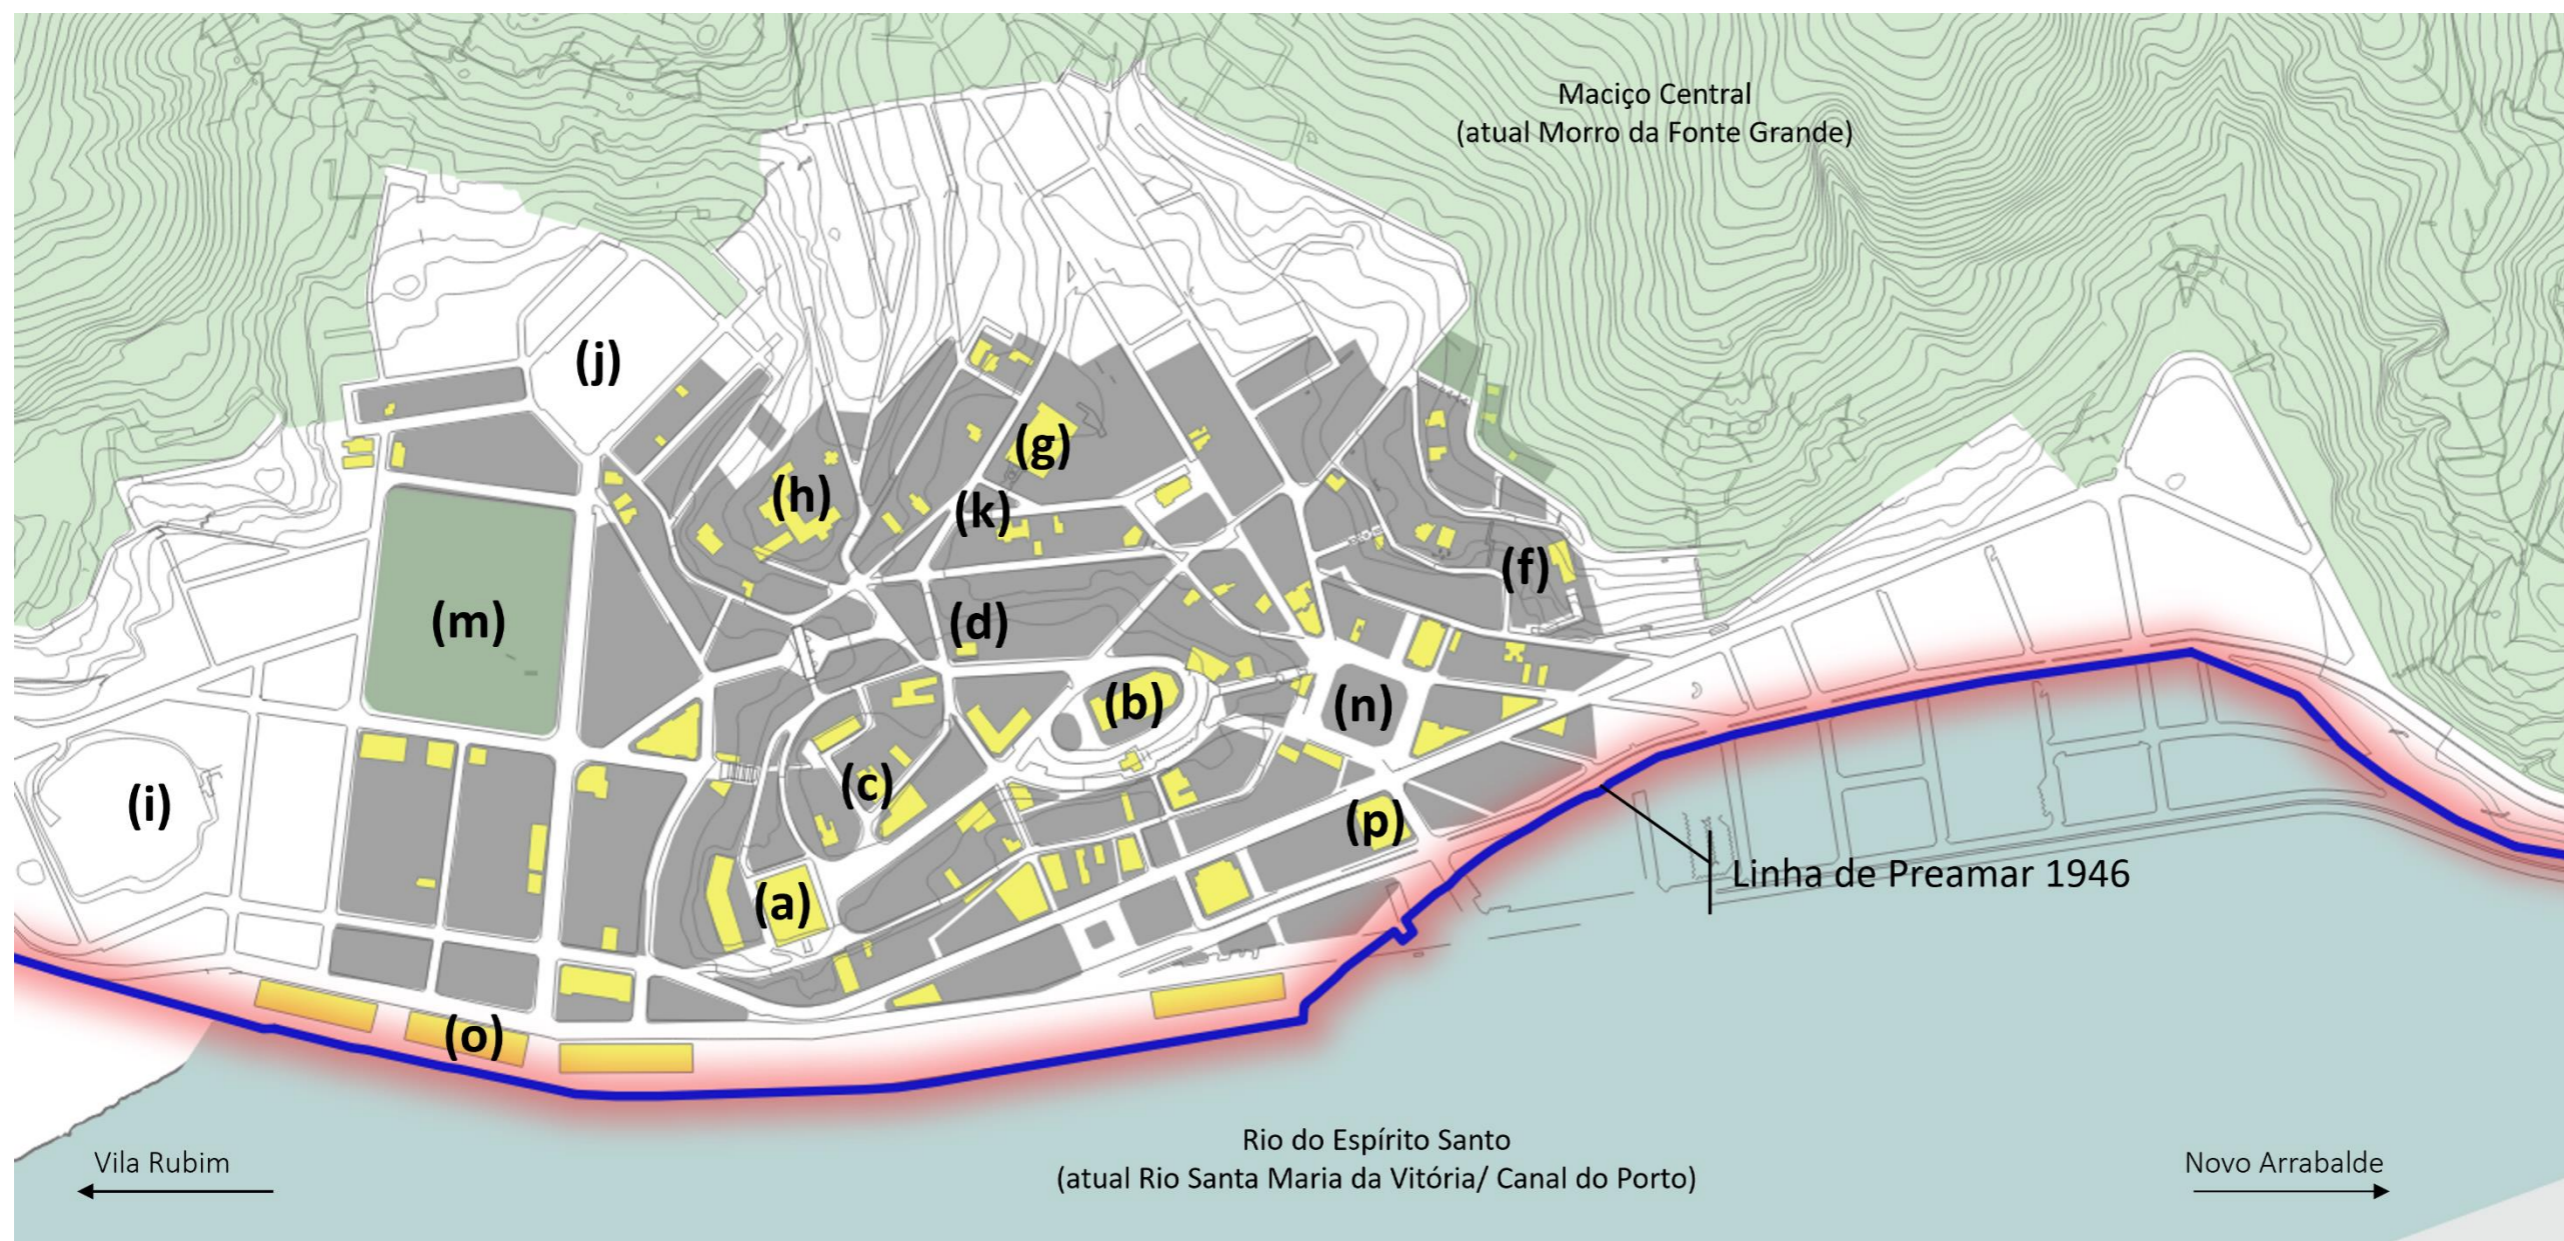 Maciço Central
(atual Morro da Fonte Grande)
(j)
(g)
(h)
(k)
(f)
(m)
(d)
(b)
(n)
(c)
(i)
(p)
Linha de Preamar 1946
(a)
(o)
Rio do Espírito Santo
(atual Rio Santa Maria da Vitória/ Canal do Porto)
Vila Rubim
Novo Arrabalde